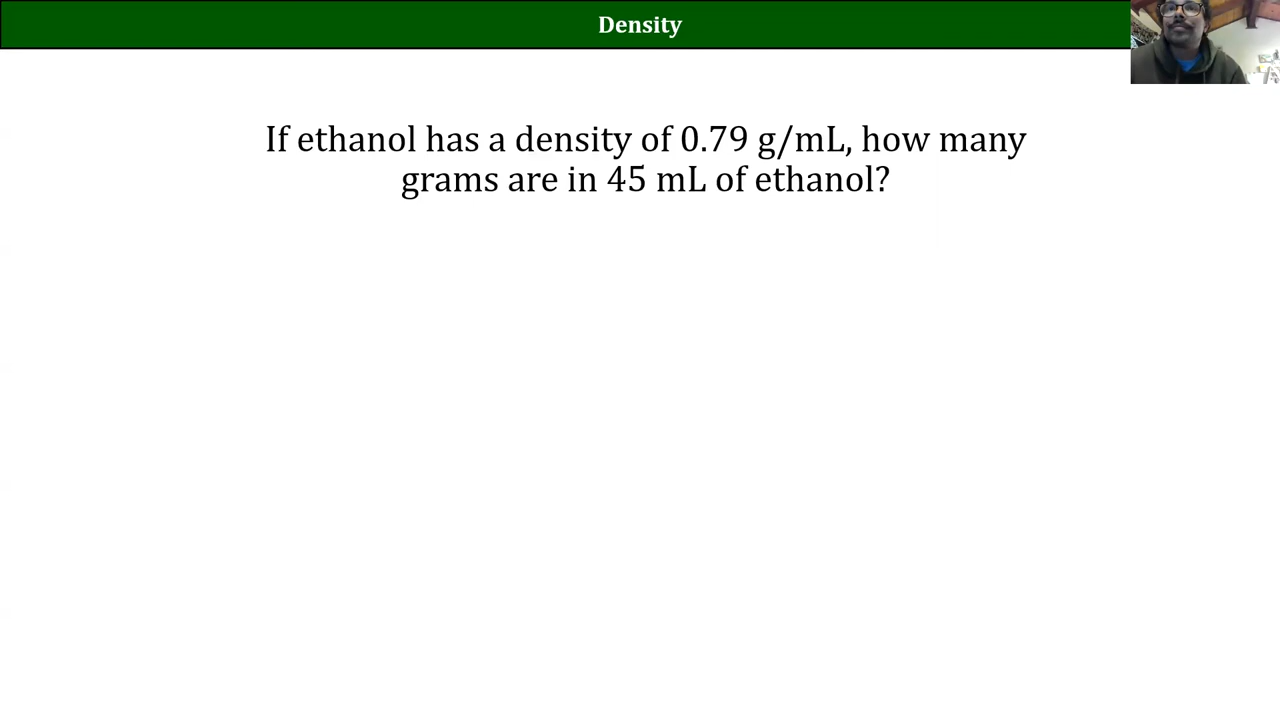 Density
If ethanol has a density of 0.79 g/mL, how many
grams are in 45 mL of ethanol?